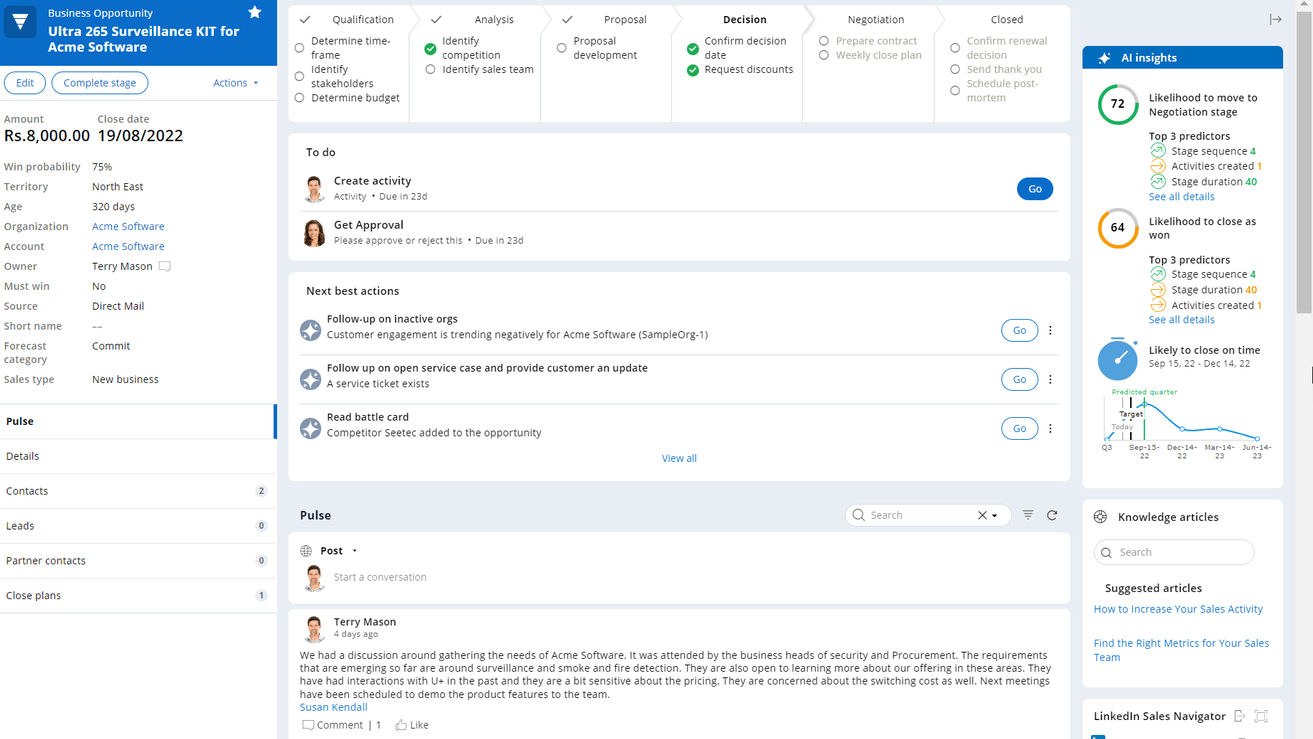 Business Opportunity
Ultra 265 Surveillance KIT for
Acme Software
Edit
Complete stage
Actions
Amount
Close date
Rs.8,000.00
19/08/2022
Win probability 75%
Territory North East
Age 320 days
Organization Acme Software
Account Acme Software
Owner Terry Mason
Must win No
Source Direct Mail
Short name --
Forecast
category
Commit
Sales type New business
Pulse
Details
Contacts 2
Leads 0
Partner contacts 0
Close plans 1
Qualification
Determine time-
frame
Identify
stakeholders
Determine budget
Analysis
Identify
competition
Identify sales team
Proposal
Proposal
development
Decision
Confirm decision
date
Request discounts
Negotiation
Prepare contract
Weekly close plan
Closed
Confirm renewal
decision
Send thank you
Schedule post-
mortem
To do
Create activity
Activity • Due in 23d
Go
Get Approval
Please approve or reject this • Due in 23d
Next best actions
Follow-up on inactive orgs
Customer engagement is trending negatively for Acme Software (SampleOrg-1)
Go
Follow up on open service case and provide customer an update
A service ticket exists
Go
Read battle card
Competitor Seetec added to the opportunity
Go
View all
Pulse
Search
Post
Start a conversation
Terry Mason
4 days ago
We had a discussion around gathering the needs of Acme Software. It was attended by the business heads of security and Procurement. The requirements
that are emerging so far are around surveillance and smoke and fire detection. They are also open to learning more about our offering in these areas. They
have had interactions with U+ in the past and they are a bit sensitive about the pricing. They are concerned about the switching cost as well. Next meetings
have been scheduled to demo the product features to the team.
Susan Kendall
Comment | 1 Like
AI insights
72
Likelihood to move to
Negotiation stage
Top 3 predictors
Stage sequence 4
Activities created 1
Stage duration 40
See all details
64
Likelihood to close as
won
Top 3 predictors
Stage sequence 4
Stage duration 40
Activities created 1
See all details
Likely to close on time
Sep 15, 22 - Dec 14, 22
Predicted quarter
Target
Today
Q3
Sep-15-
22
Dec-14-
22
Mar-14-
23
Jun-14-
23
Knowledge articles
Search
Suggested articles
How to Increase Your Sales Activity
Find the Right Metrics for Your Sales
Team
LinkedIn Sales Navigator